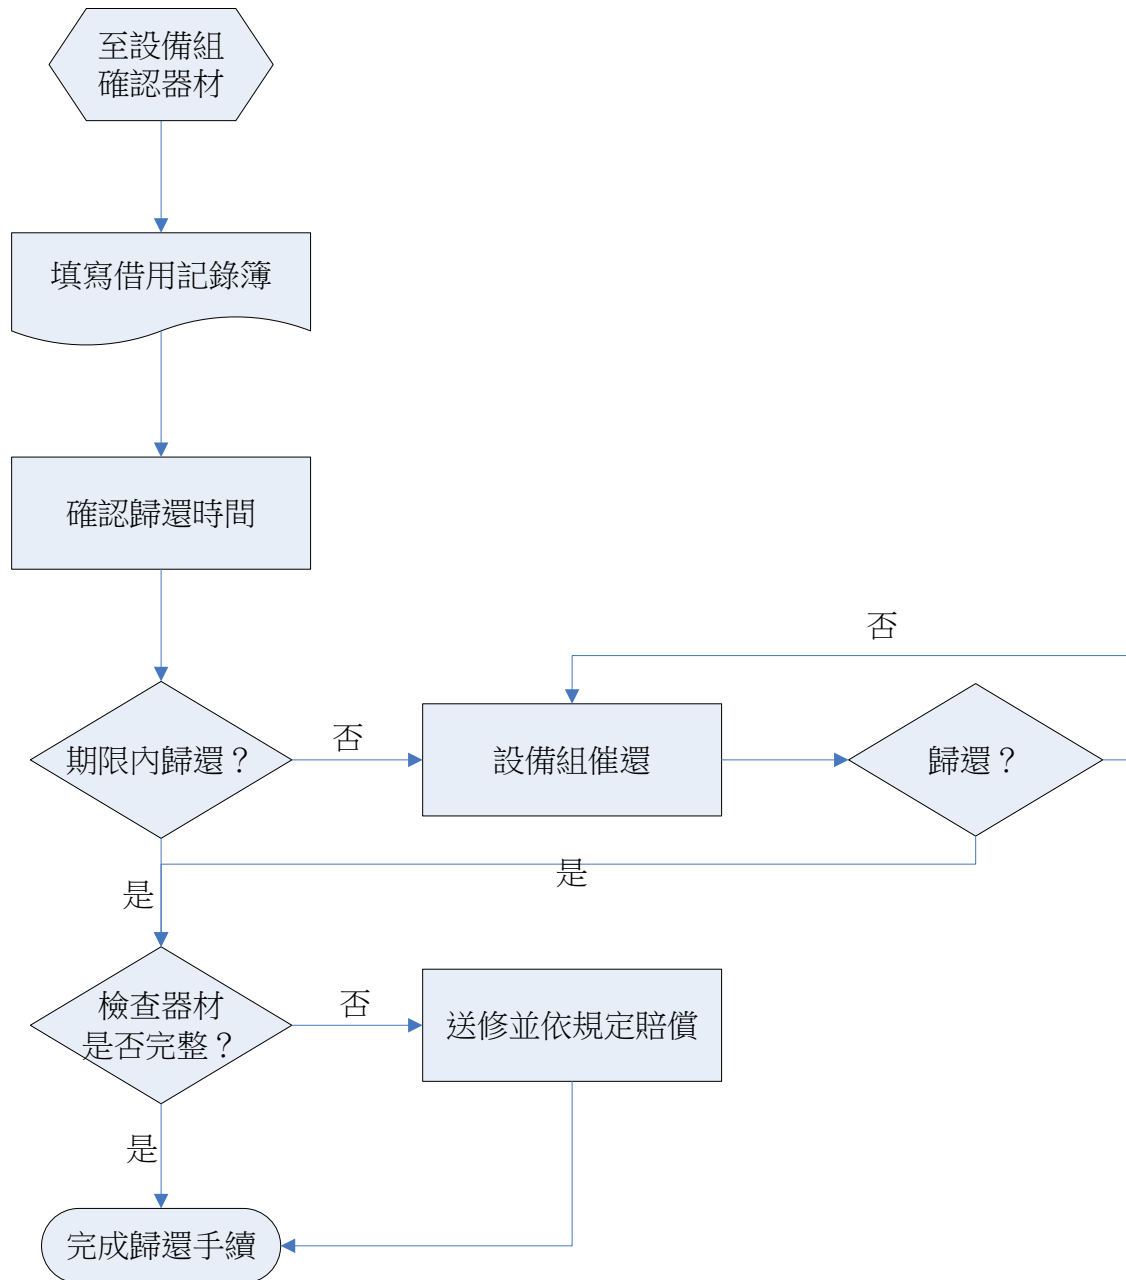 至設備組
確認器材
填寫借用記錄簿
確認歸還時間
否
期限內歸還？
否
設備組催還
歸還？
是
是
檢查器材
是否完整？
否
送修並依規定賠償
是
完成歸還手續